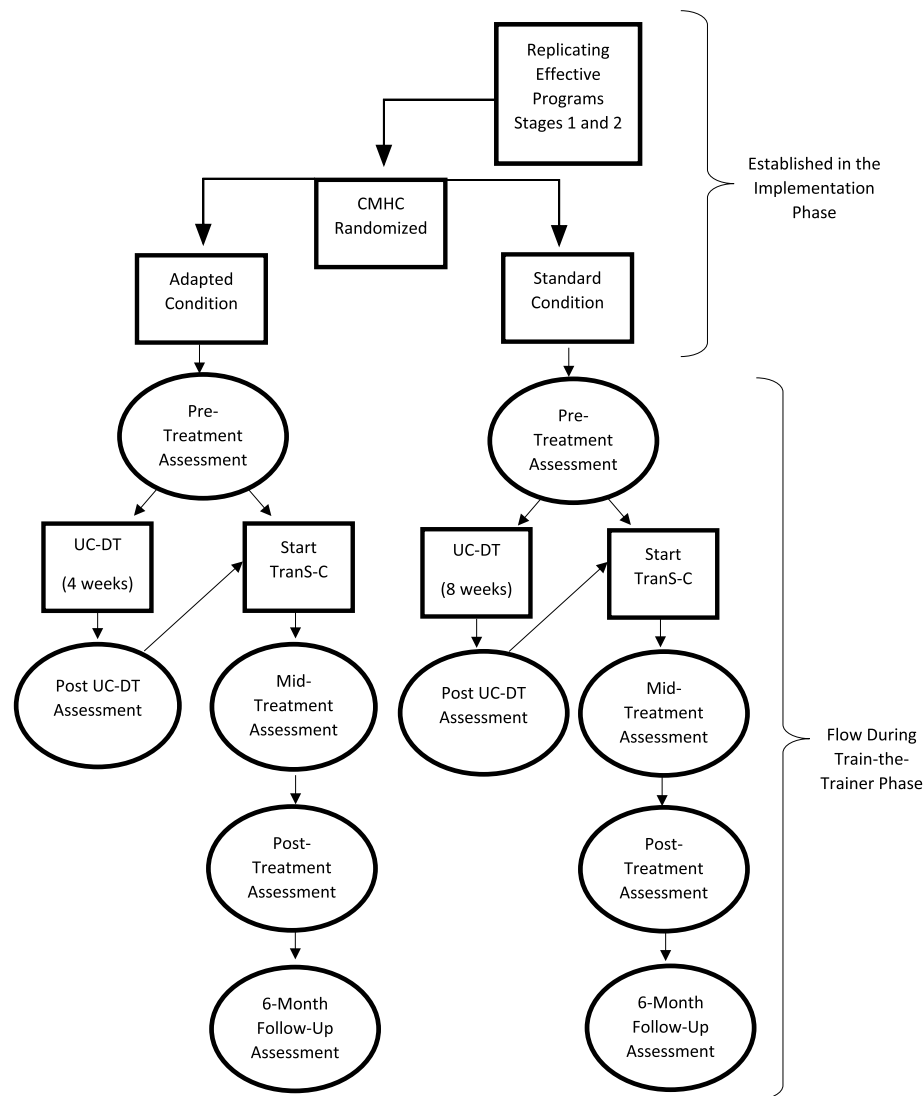 Replicating
Effective
Programs
Stages 1 and 2
Established in the
Implementation
Phase
CMHC
Randomized
Adapted
Condition
Standard
Condition
Pre-
Treatment
Assessment
Pre-
Treatment
Assessment
UC-DT
(4 weeks)
Start
TranS-C
UC-DT
(8 weeks)
Start
TranS-C
Post UC-DT
Assessment
Mid-
Treatment
Assessment
Post UC-DT
Assessment
Mid-
Treatment
Assessment
Flow During
Train-the-
Trainer Phase
Post-
Treatment
Assessment
Post-
Treatment
Assessment
6-Month
Follow-Up
Assessment
6-Month
Follow-Up
Assessment